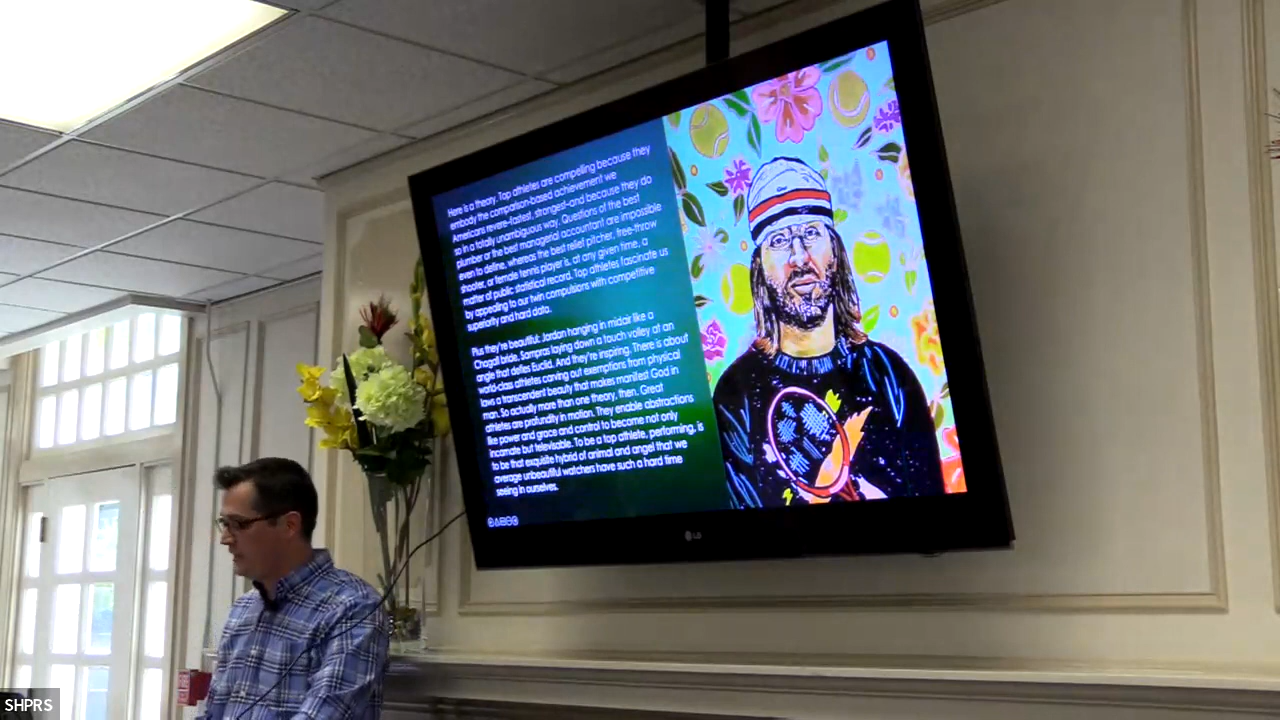 Here is a theory. Top athletes are compelling because they
embody the comparison-based achievement we
Americans revere-fastest, strongest-and because they do
so in a totally unambiguous way. Questions of the best
plumber or the best managerial accountant are impossible
even to define, whereas the best relief pitcher, free-throw
shooter, or female tennis player is, at any given time, a
matter of public statistical record. Top athletes fascinate us
by appealing to our twin compulsions with competitive
superiority and hard data.
Plus they're beautiful: Jordan hanging in midair like a
Chagall bride, Sampras laying down a touch volley at an
angle that defies Euclid. And they're inspiring. There is about
world-class athletes carving out exemptions from physical
laws a transcendent beauty that makes manifest God in
man. So actually more than one theory, then. Great
athletes are profundity in motion. They enable abstractions
like power and grace and control to become not only
incarnate but televisable. To be a top athlete, performing, is
to be that exquisite hybrid of animal and angel that we
average unbeautiful watchers have such a hard time
seeing in ourselves.
LG
SHPRS